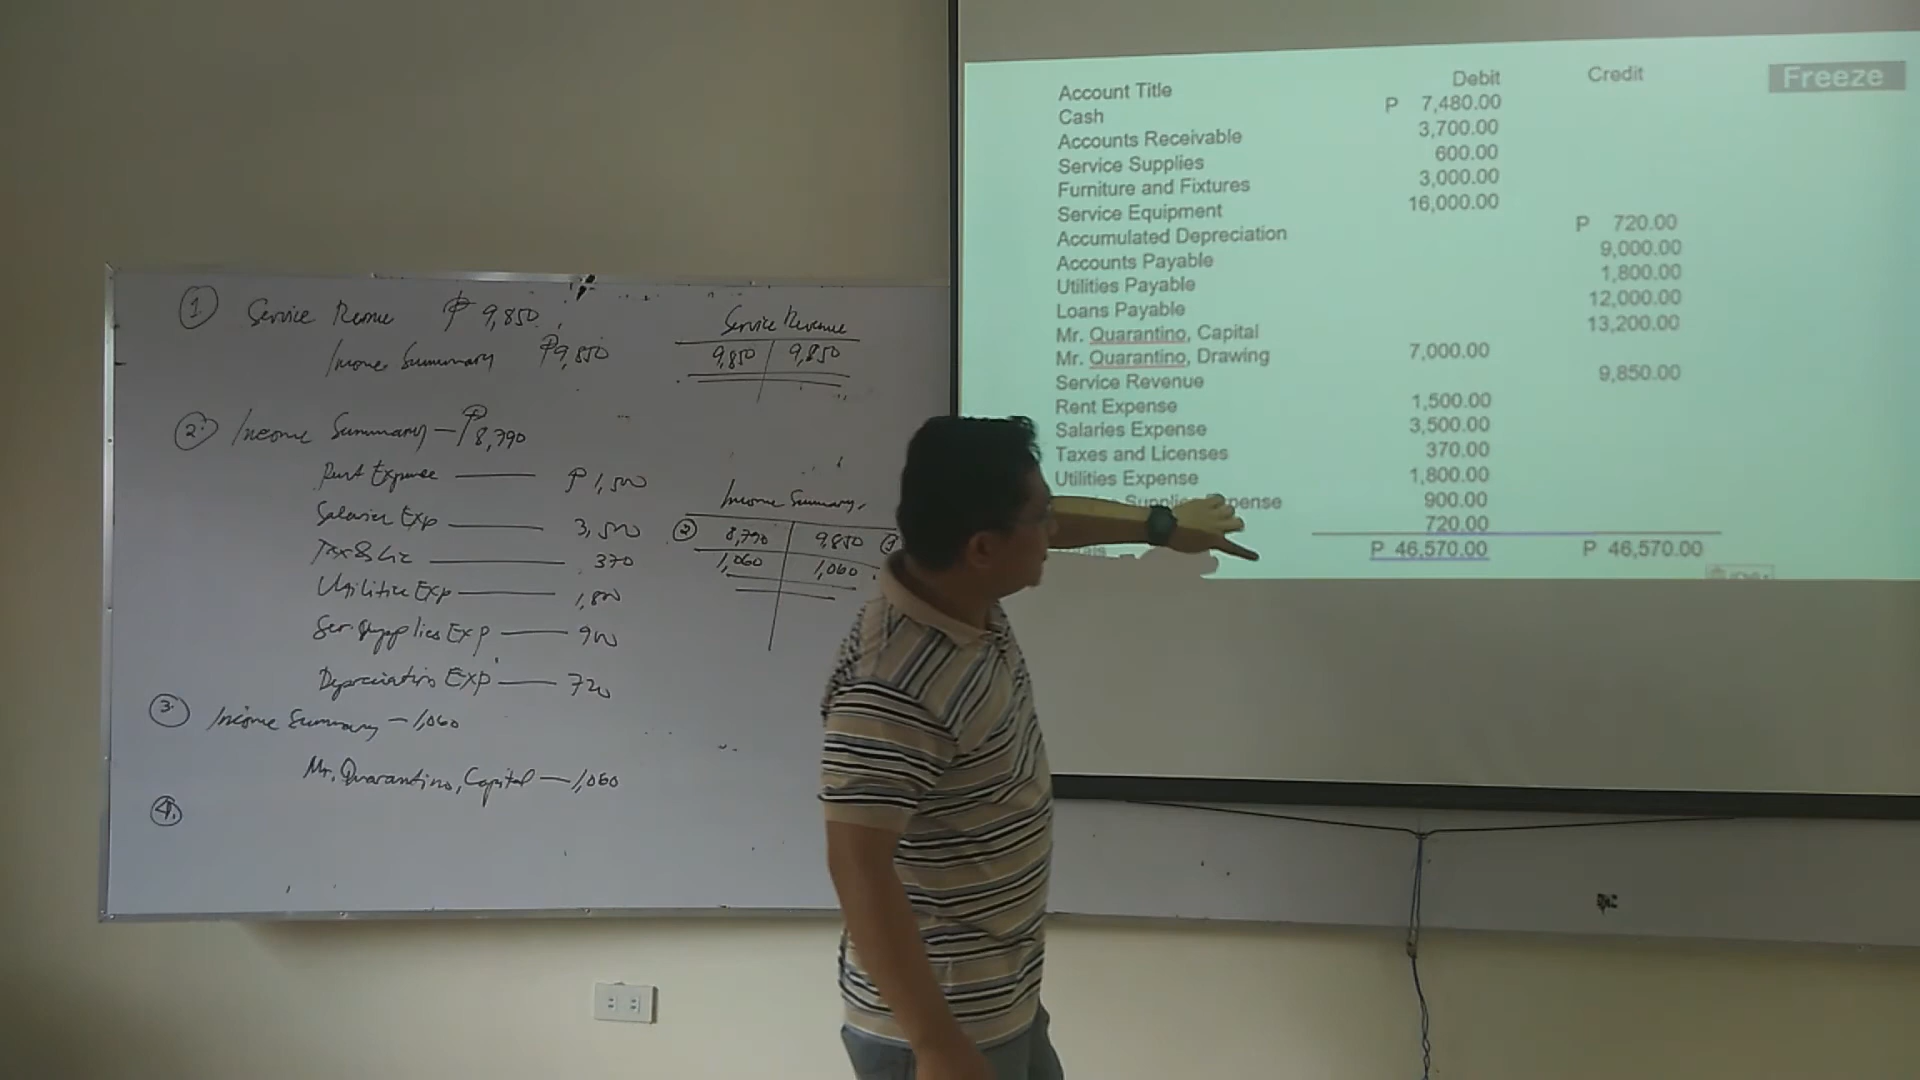 1. Service Revnue ₱ 9,850
Income Summary ₱9,850
Service Revenue
9,850 9,850
2. Income Summary — ₱8,790
Rent Expense — ₱ 1,500
Salaries Exp — 3,500
Tax & Lic — 370
Utilities Exp — 1,800
Ser. Supplies Exp — 900
Depreciation Exp — 720
Income Summary
2 8,790 9,850
1,060 1,060
3. Income Summary — 1,060
Mr. Quarantino, Capital — 1,060
4.
Freeze
Account Title Debit Credit
Cash P 7,480.00
Accounts Receivable 3,700.00
Service Supplies 600.00
Furniture and Fixtures 3,000.00
Service Equipment 16,000.00
Accumulated Depreciation P 720.00
Accounts Payable 9,000.00
Utilities Payable 1,800.00
Loans Payable 12,000.00
Mr. Quarantino, Capital 13,200.00
Mr. Quarantino, Drawing 7,000.00
Service Revenue 9,850.00
Rent Expense 1,500.00
Salaries Expense 3,500.00
Taxes and Licenses 370.00
Utilities Expense 1,800.00
Supplies Expense 900.00
720.00
P 46,570.00 P 46,570.00